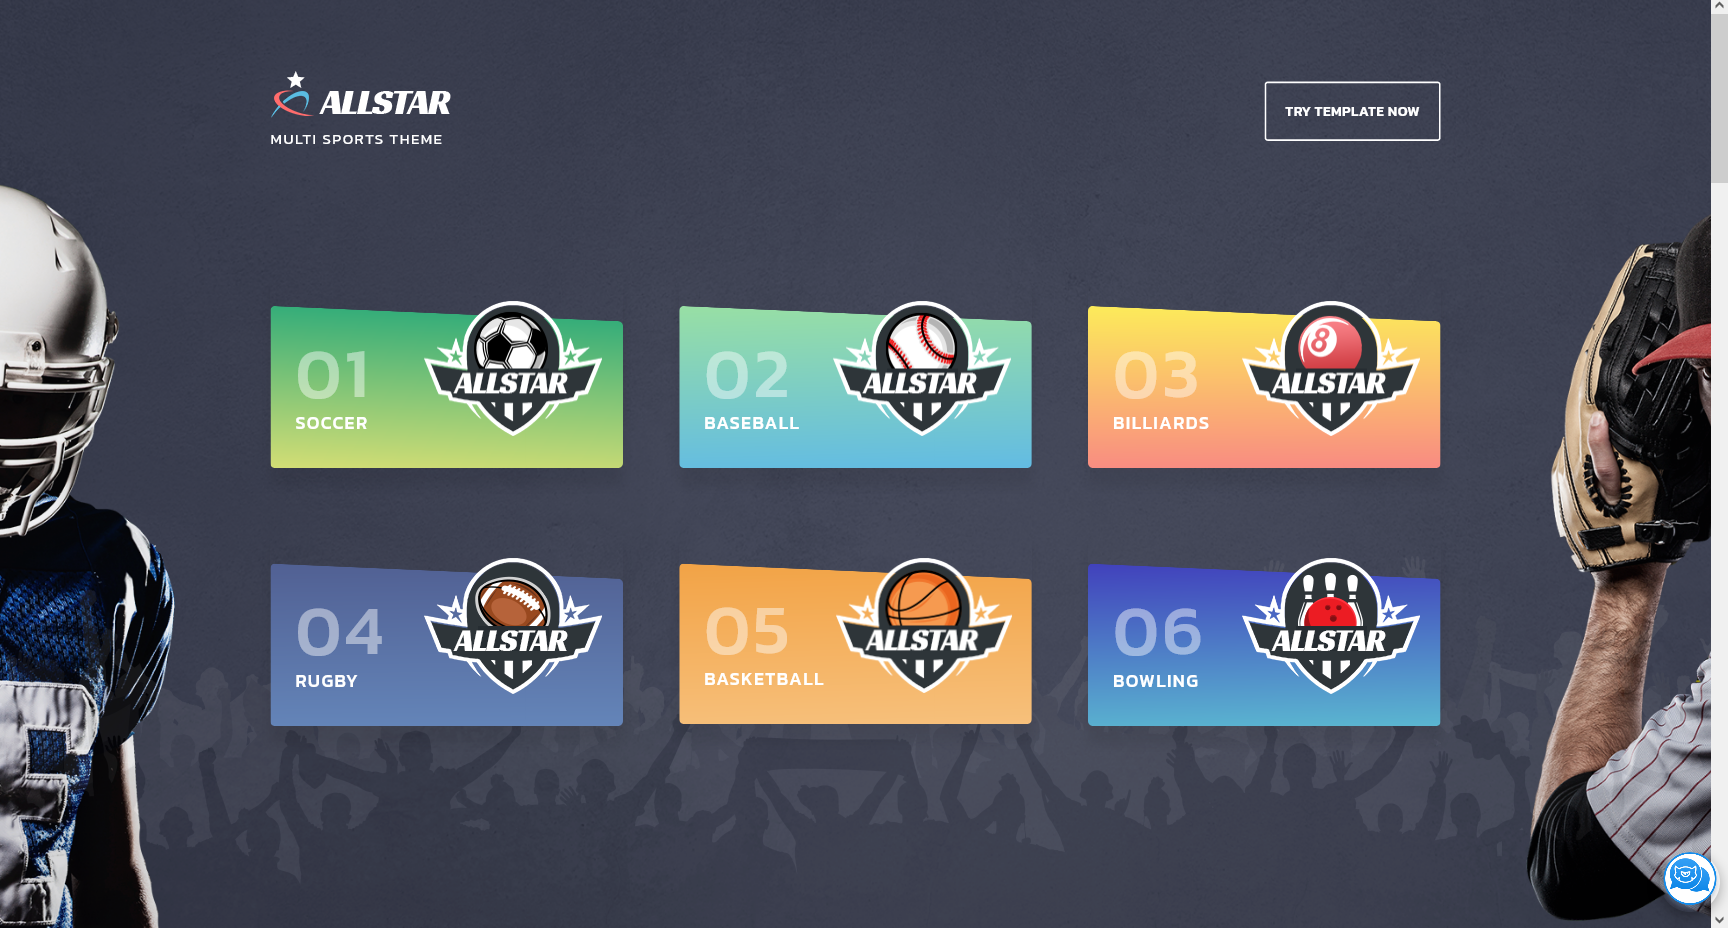 ALLSTAR
MULTI SPORTS THEME
TRY TEMPLATE NOW
01
SOCCER
ALLSTAR
02
BASEBALL
ALLSTAR
03
BILLIARDS
8
ALLSTAR
04
RUGBY
ALLSTAR
05
BASKETBALL
ALLSTAR
06
BOWLING
ALLSTAR